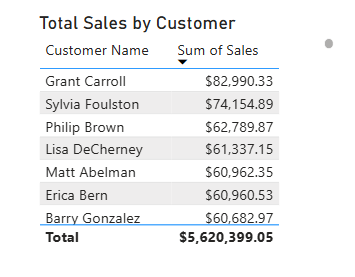 Total Sales by Customer
Customer Name Sum of Sales
Grant Carroll $82,990.33
Sylvia Foulston $74,154.89
Philip Brown $62,789.87
Lisa DeCherney $61,337.15
Matt Abelman $60,962.35
Erica Bern $60,960.53
Barry Gonzalez $60,682.97
Total $5,620,399.05